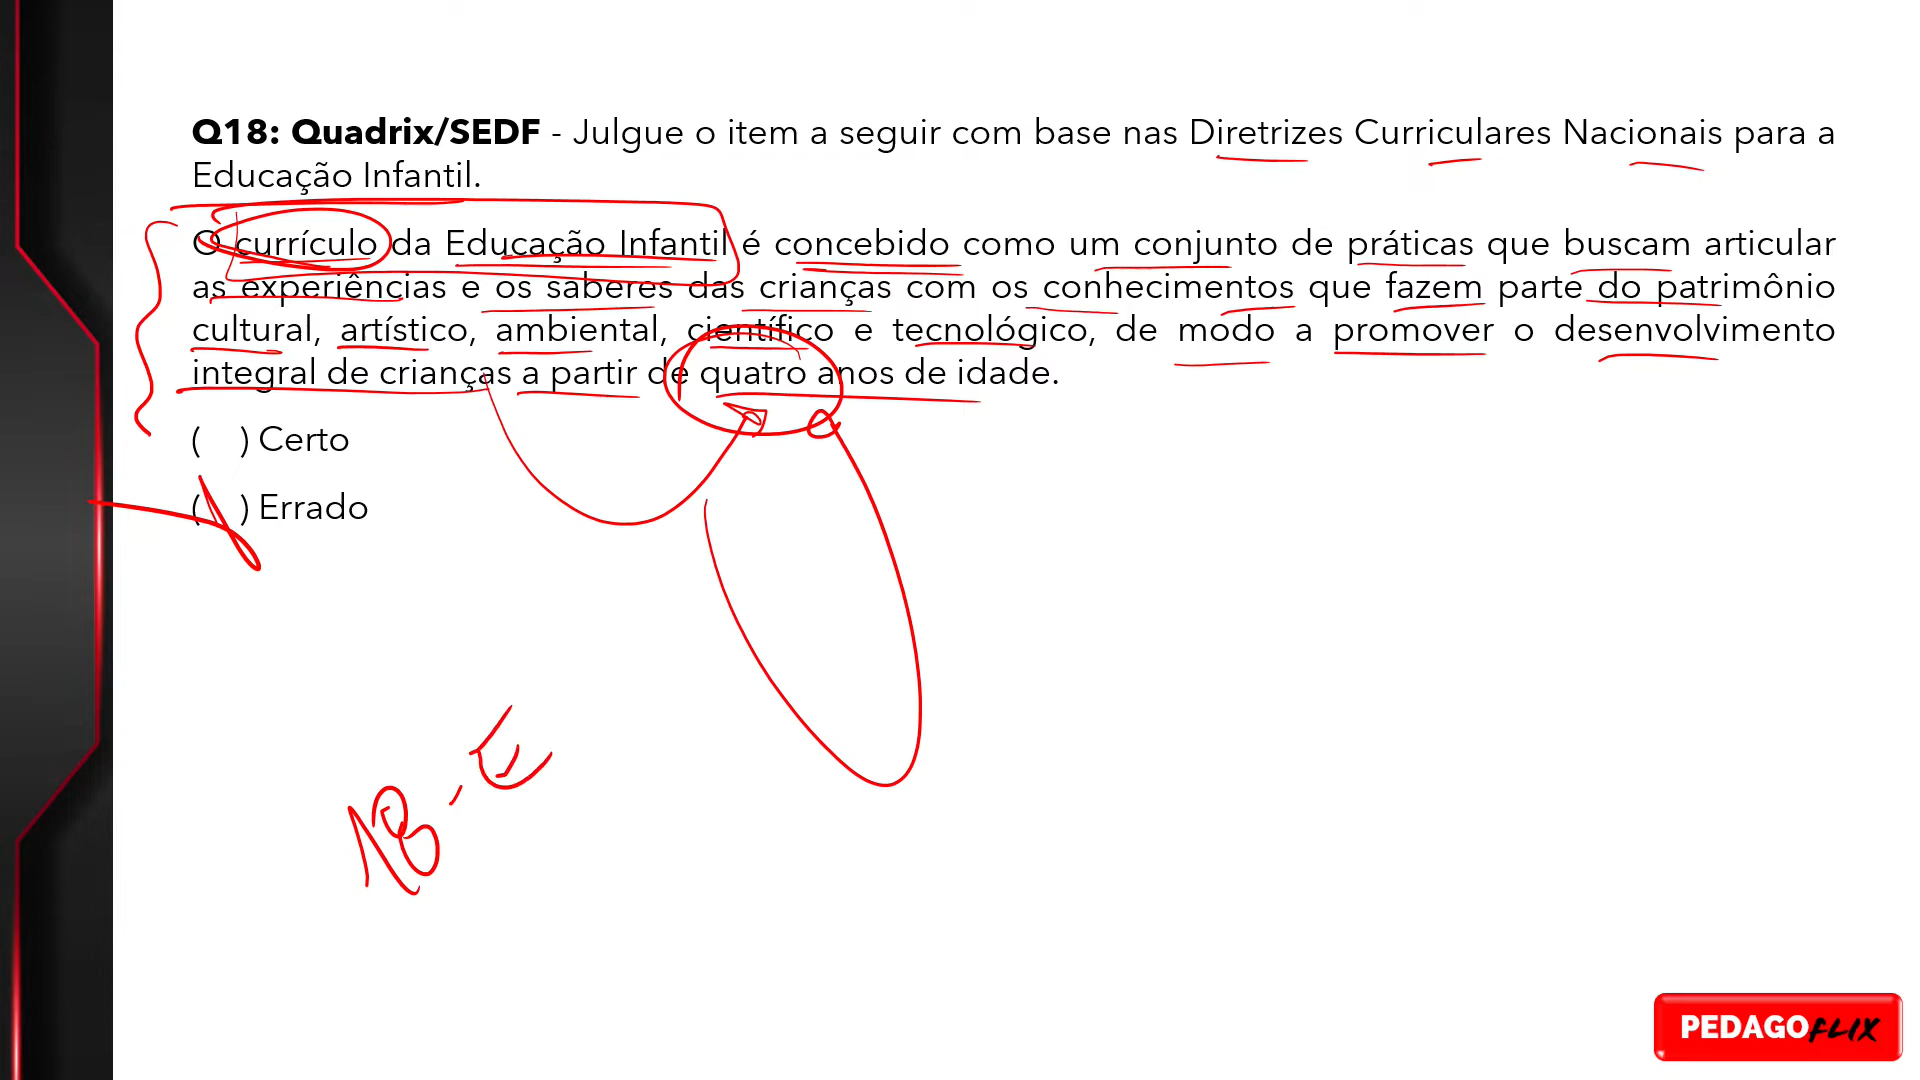 Q18: Quadrix/SEDF - Julgue o item a seguir com base nas Diretrizes Curriculares Nacionais para a
Educação Infantil.
O currículo da Educação Infantil é concebido como um conjunto de práticas que buscam articular
as experiências e os saberes das crianças com os conhecimentos que fazem parte do patrimônio
cultural, artístico, ambiental, científico e tecnológico, de modo a promover o desenvolvimento
integral de crianças a partir de quatro anos de idade.
( ) Certo
( ) Errado
18 - E
PEDAGOFLIX